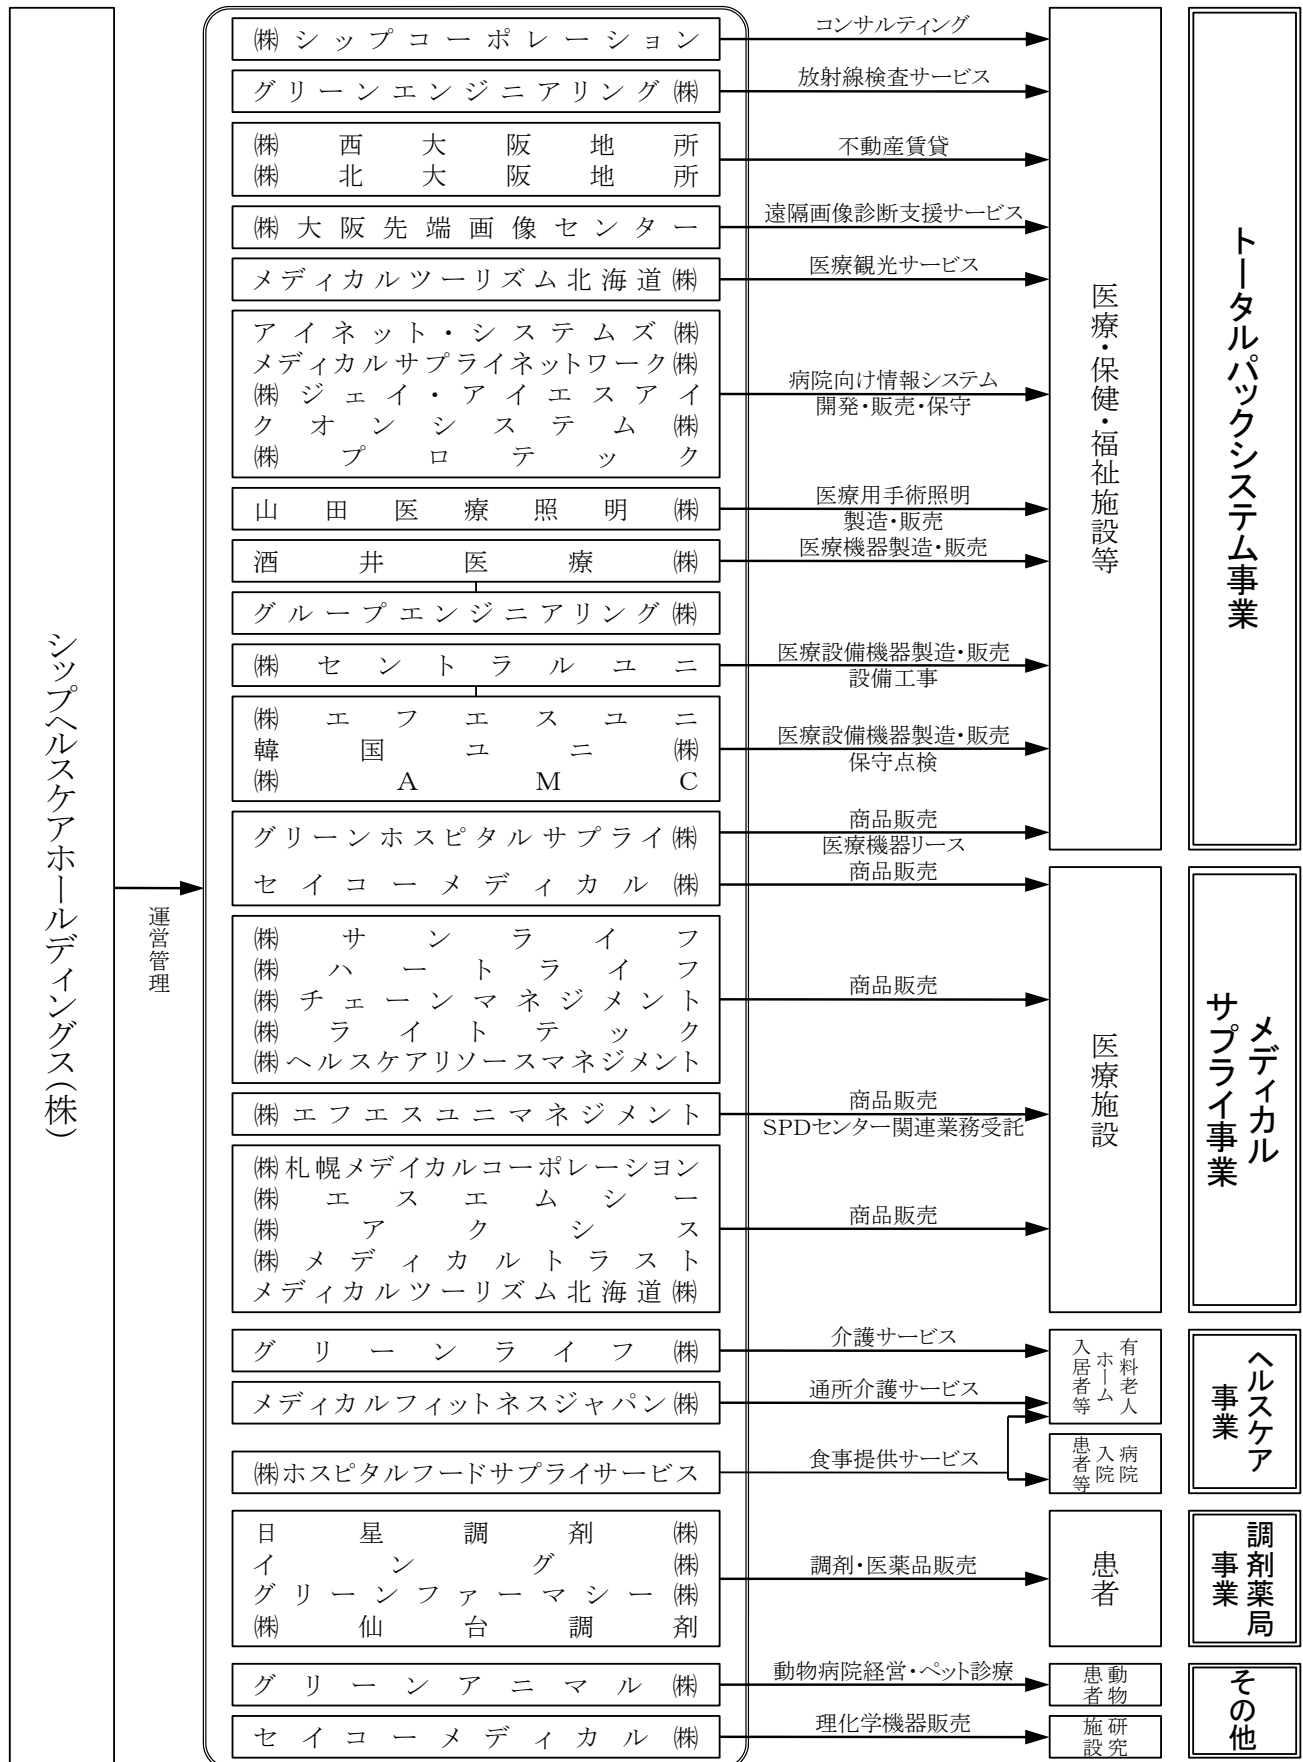 シップヘルスケアホールディングス(株)
運営管理
㈱シップコーポレーション
コンサルティング
グリーンエンジニアリング㈱
放射線検査サービス
㈱西大阪地所
㈱北大阪地所
不動産賃貸
㈱大阪先端画像センター
遠隔画像診断支援サービス
メディカルツーリズム北海道㈱
医療観光サービス
アイネット・システムズ㈱
メディカルサプライネットワーク㈱
㈱ジェイ・アイエスアイ
クオンシステム㈱
㈱プロテック
病院向け情報システム
開発・販売・保守
山田医療照明㈱
医療用手術照明
製造・販売
酒井医療㈱
医療機器製造・販売
グループエンジニアリング㈱
㈱セントラルユニ
医療設備機器製造・販売
設備工事
㈱エフエスユニ
韓国ユニ㈱
㈱AMC
医療設備機器製造・販売
保守点検
グリーンホスピタルサプライ㈱
商品販売
医療機器リース
医療・保健・福祉施設等
トータルパックシステム事業
セイコーメディカル㈱
商品販売
㈱サンライフ
㈱ハートライフ
㈱チェーンマネジメント
㈱ライトテック
㈱ヘルスケアリソースマネジメント
商品販売
㈱エフエスユニマネジメント
商品販売
SPDセンター関連業務受託
㈱札幌メデイカルコーポレーション
㈱エスエムシー
㈱アクシス
㈱メディカルトラスト
メディカルツーリズム北海道㈱
商品販売
医療施設
メディカル
サプライ事業
グリーンライフ㈱
介護サービス
メディカルフィットネスジャパン㈱
通所介護サービス
有料老人
ホーム
入居者等
㈱ホスピタルフードサプライサービス
食事提供サービス
病院
入院
患者等
ヘルスケア
事業
日星調剤㈱
イング㈱
グリーンファーマシー㈱
㈱仙台調剤
調剤・医薬品販売
患者
調剤薬局
事業
グリーンアニマル㈱
動物病院経営・ペット診療
動物
患者
セイコーメディカル㈱
理化学機器販売
研究
施設
その他